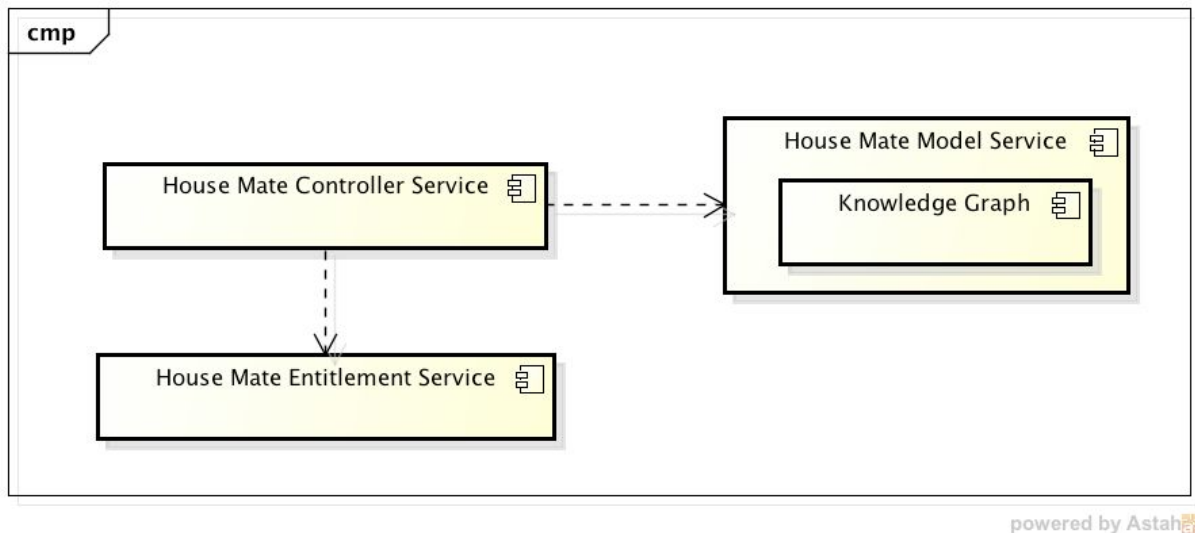 cmp
House Mate Model Service
Knowledge Graph
House Mate Controller Service
House Mate Entitlement Service
powered by Astah